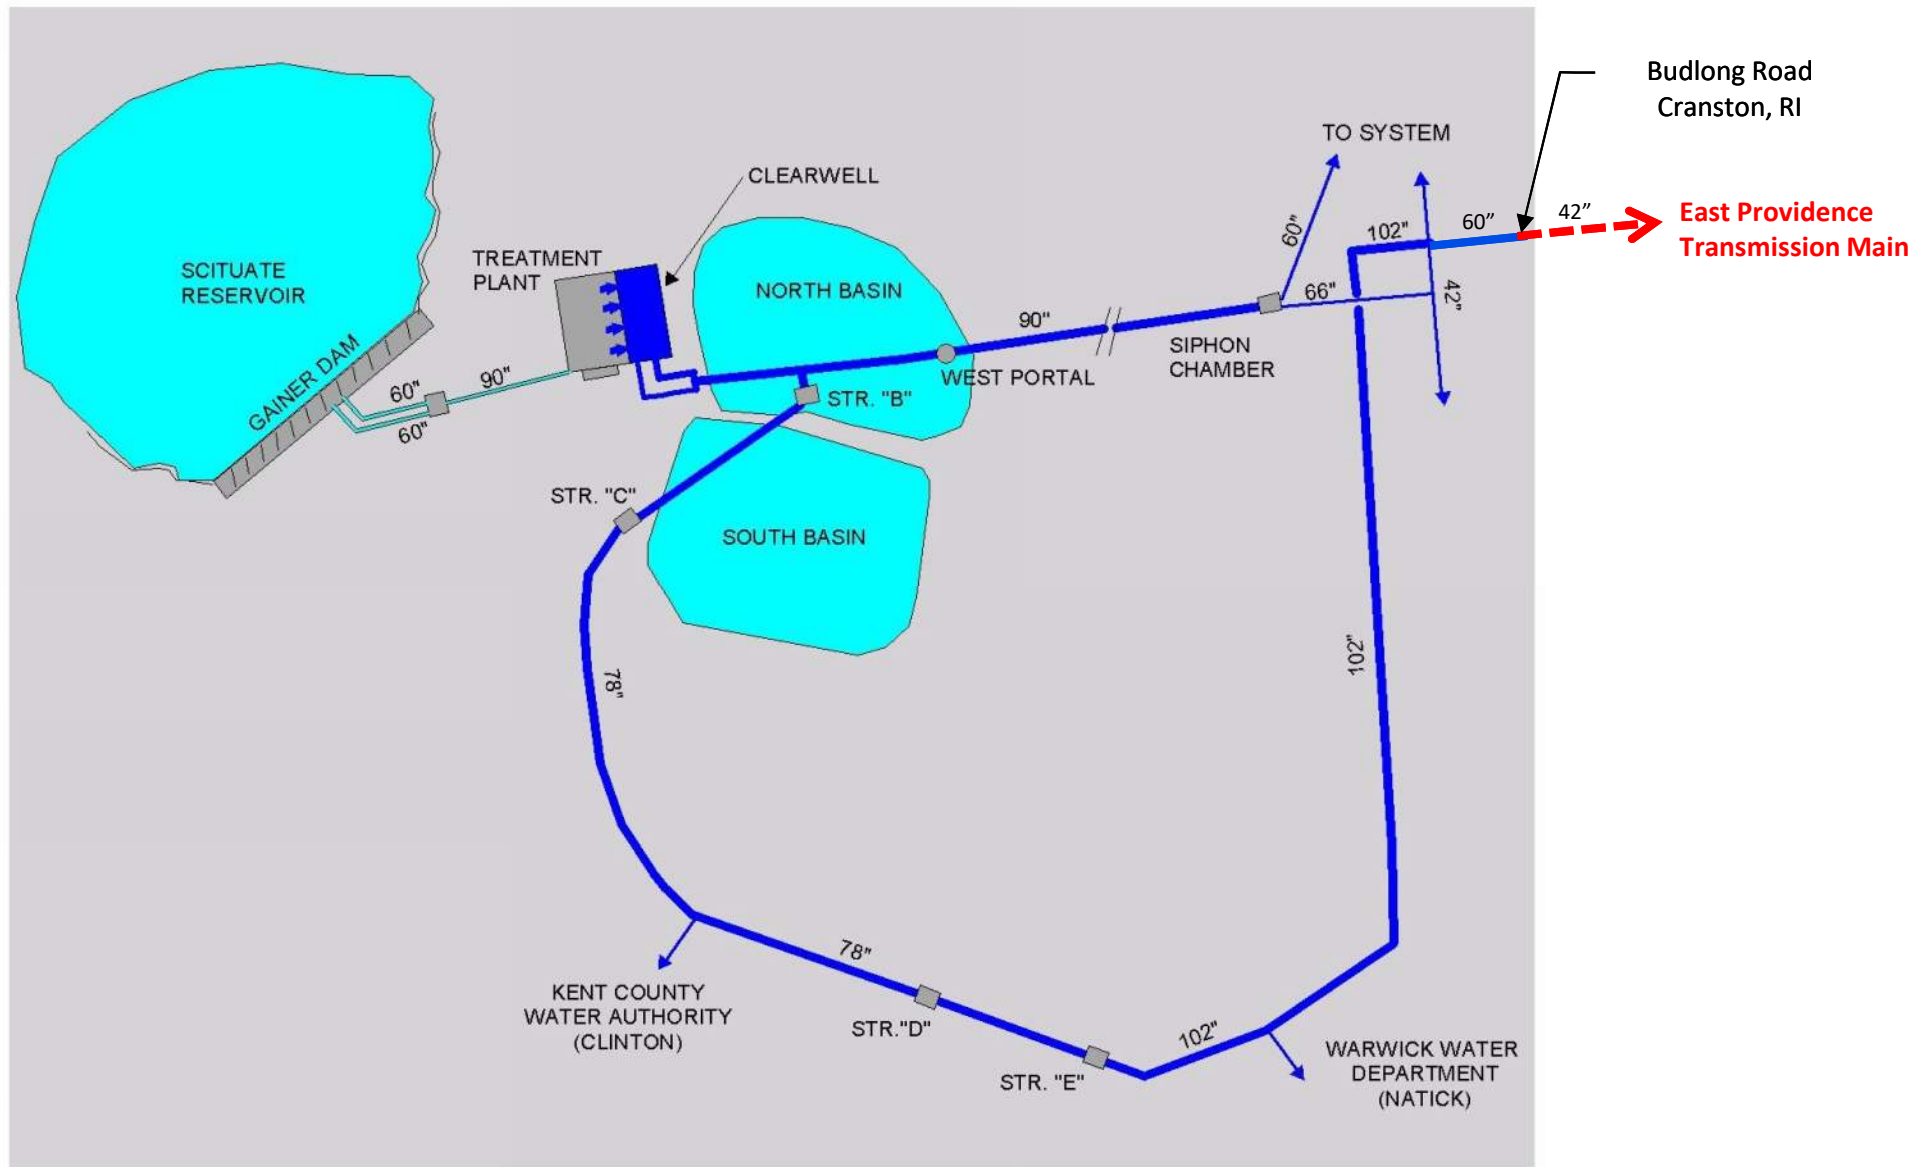 Budlong Road
Cranston, RI
TO SYSTEM
CLEARWELL
60"
102"
60”
42”
East Providence
Transmission Main
TREATMENT
PLANT
SCITUATE
RESERVOIR
NORTH BASIN
66"
42"
90"
SIPHON
CHAMBER
WEST PORTAL
GAINER DAM
60"
90"
60"
STR. "B"
STR. "C"
SOUTH BASIN
78"
102"
78"
KENT COUNTY
WATER AUTHORITY
(CLINTON)
STR."D"
102"
STR. "E"
WARWICK WATER
DEPARTMENT
(NATICK)